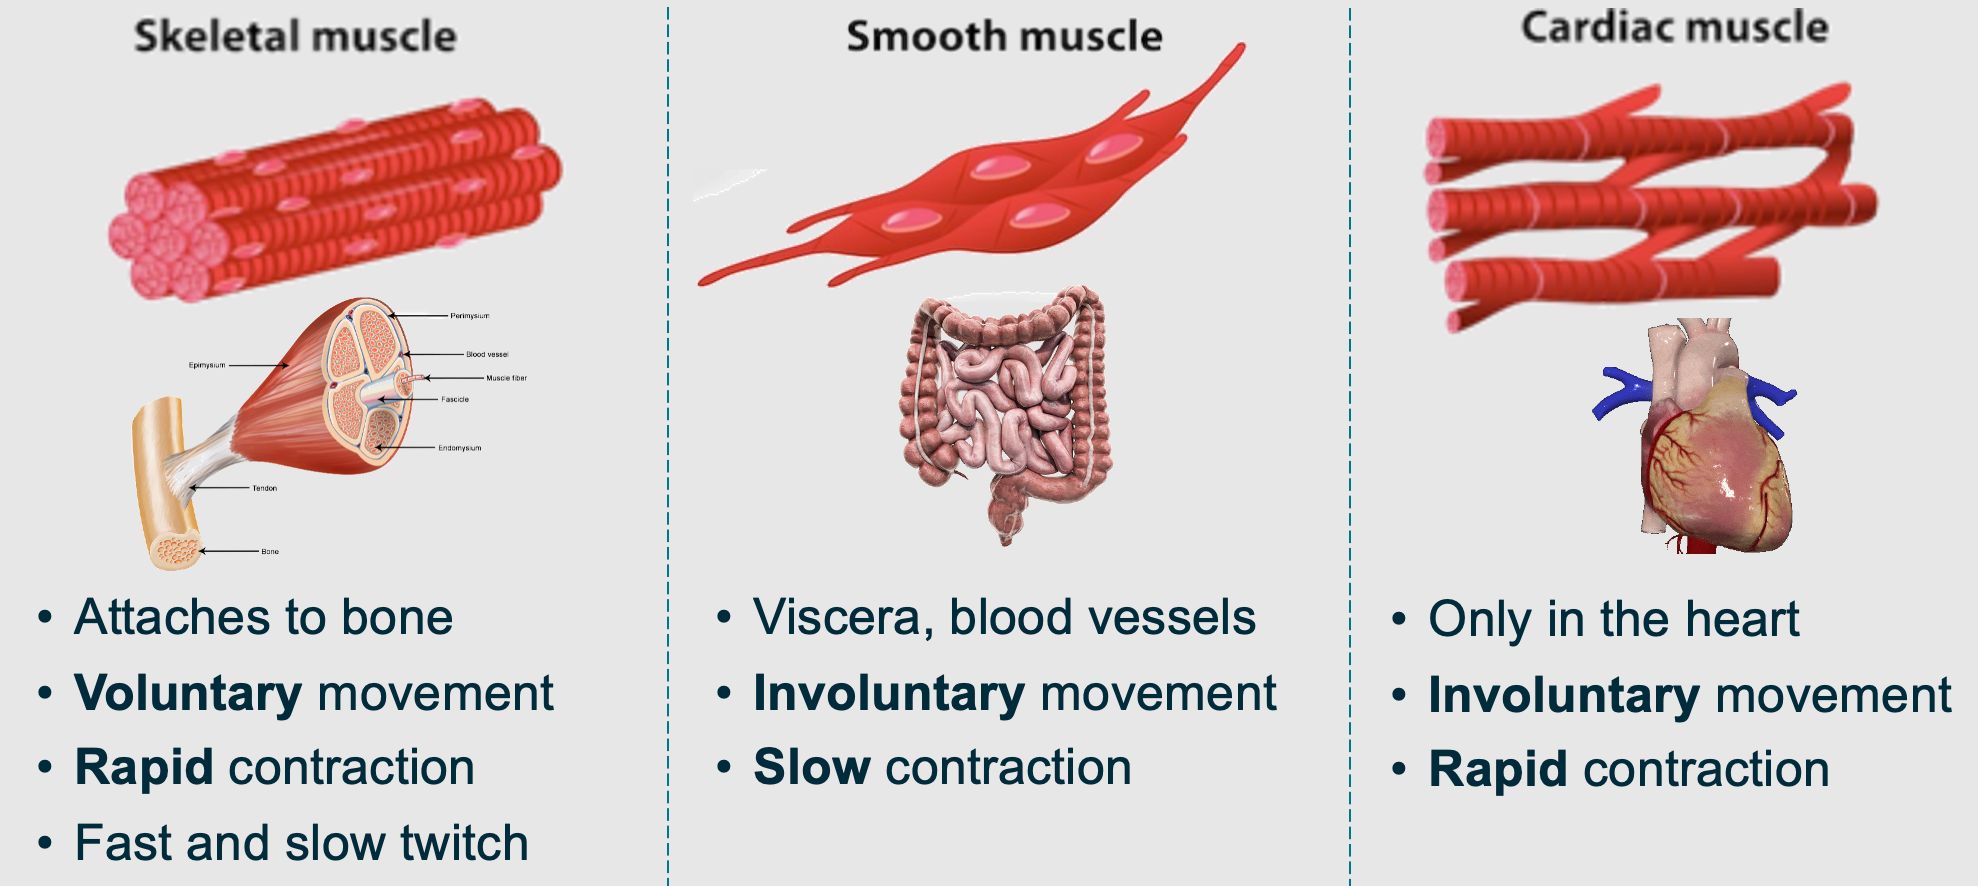 Skeletal muscle
Perimysium
Blood vessel
Epimysium
Muscle fiber
Fascicle
Endomysium
Tendon
Bone
• Attaches to bone
• Voluntary movement
• Rapid contraction
• Fast and slow twitch
Smooth muscle
• Viscera, blood vessels
• Involuntary movement
• Slow contraction
Cardiac muscle
• Only in the heart
• Involuntary movement
• Rapid contraction